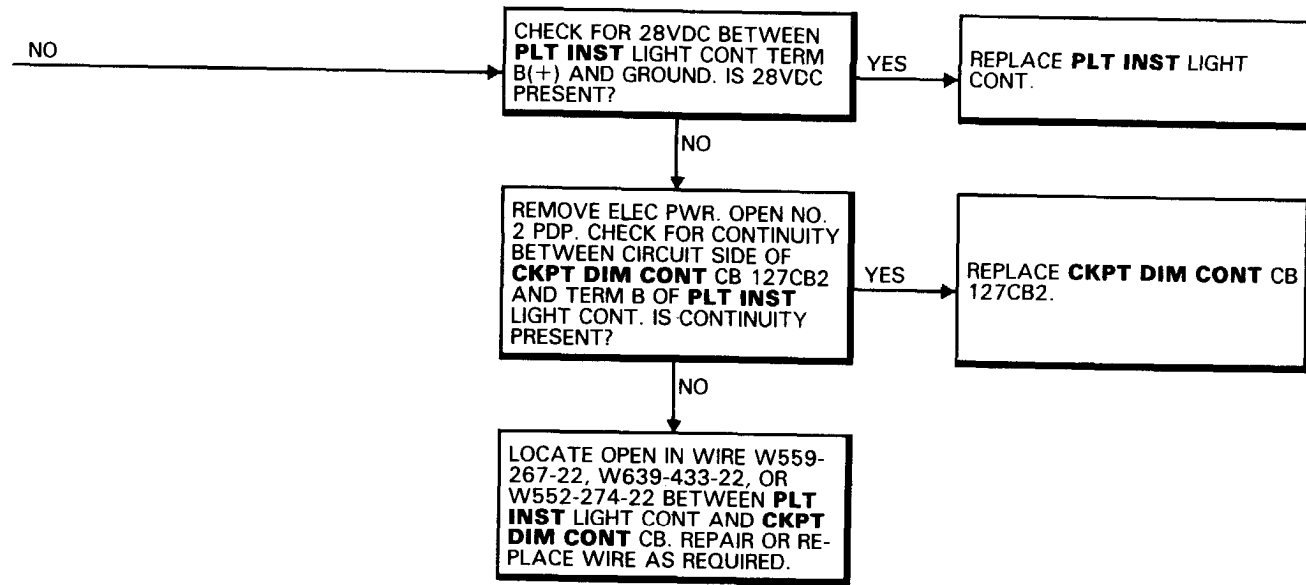 NO
CHECK FOR 28VDC BETWEEN
PLT INST LIGHT CONT TERM
B(+) AND GROUND. IS 28VDC
PRESENT?
YES
REPLACE PLT INST LIGHT
CONT.
NO
REMOVE ELEC PWR. OPEN NO.
2 PDP. CHECK FOR CONTINUITY
BETWEEN CIRCUIT SIDE OF
CKPT DIM CONT CB 127CB2
AND TERM B OF PLT INST
LIGHT CONT. IS CONTINUITY
PRESENT?
YES
REPLACE CKPT DIM CONT CB
127CB2.
NO
LOCATE OPEN IN WIRE W559-
267-22, W639-433-22, OR
W552-274-22 BETWEEN PLT
INST LIGHT CONT AND CKPT
DIM CONT CB. REPAIR OR RE-
PLACE WIRE AS REQUIRED.